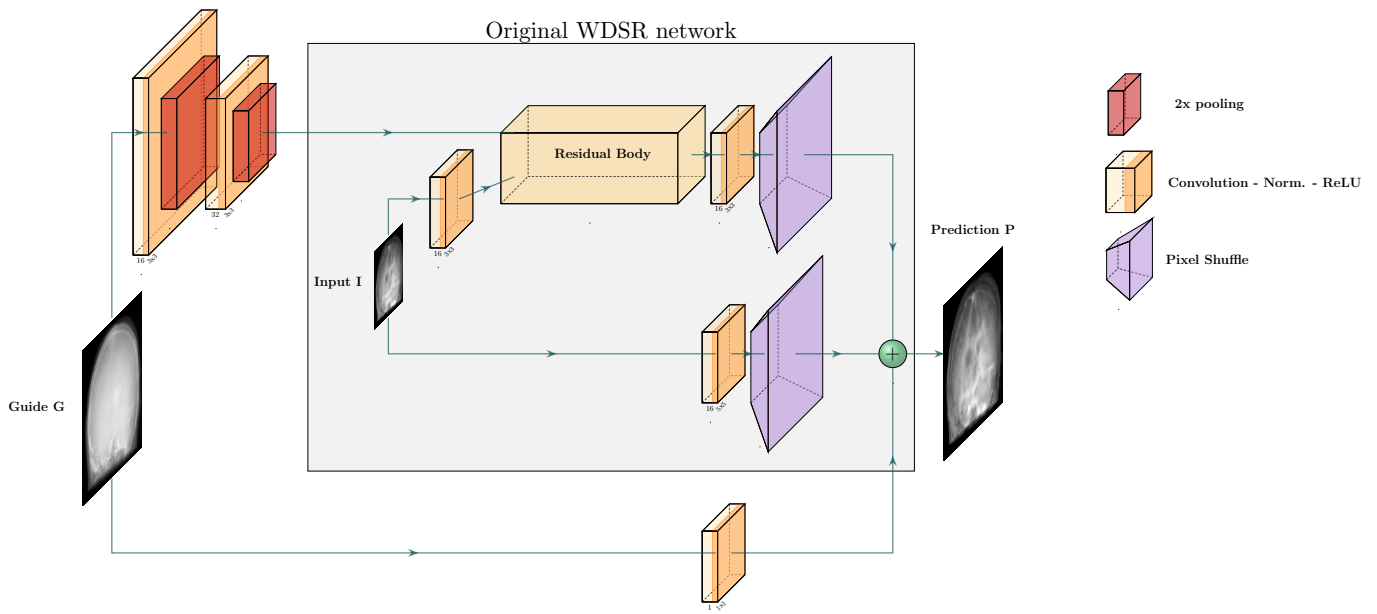 Original WDSR network
2x pooling
Residual Body
Convolution - Norm. - ReLU
32 3x3
16 3x3
16 3x3
16 3x3
Prediction P
Pixel Shuffle
Input I
Guide G
16 5x5
1 1x1